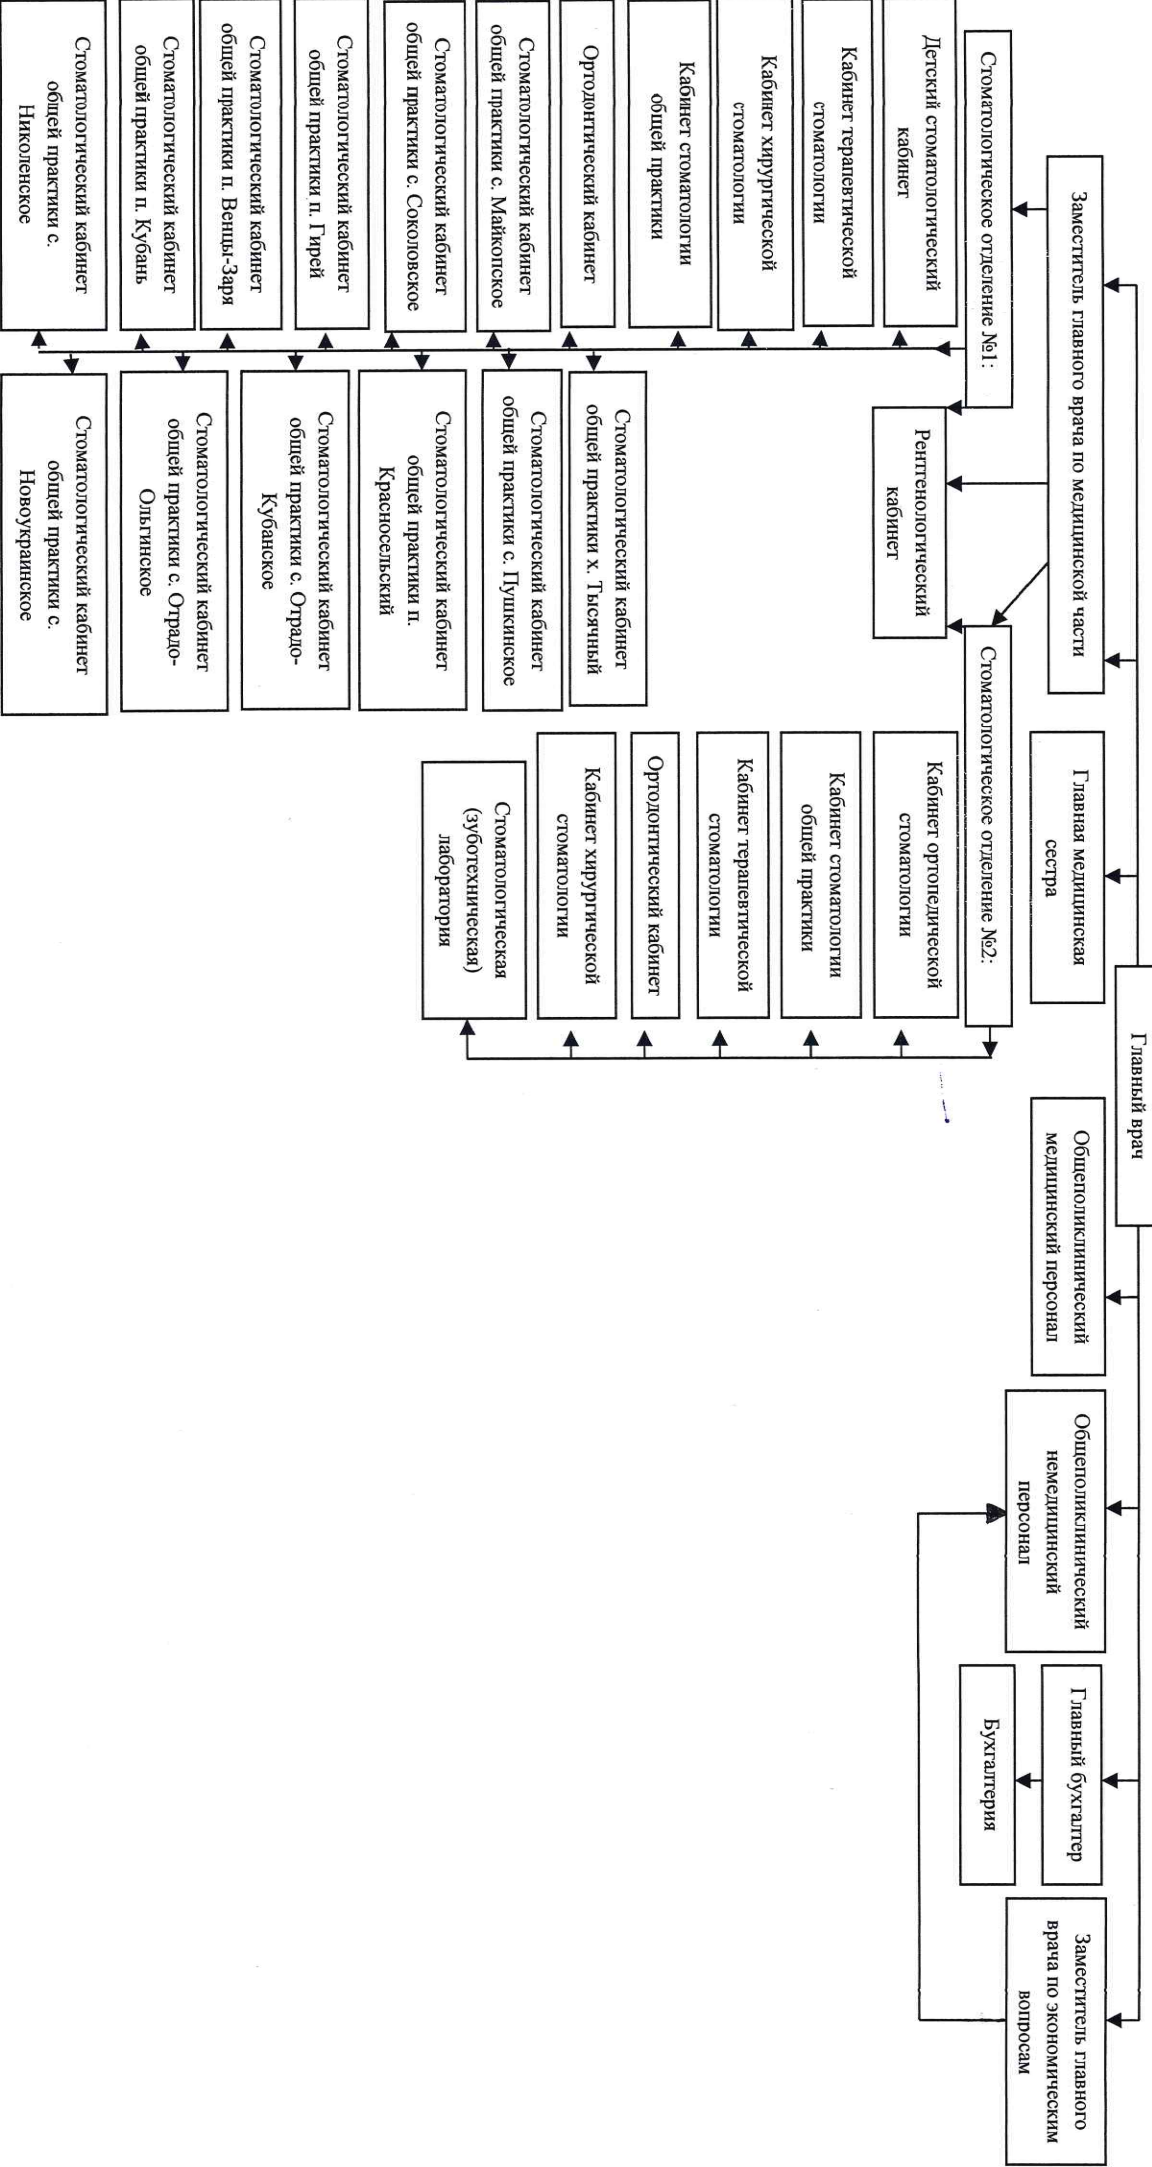 Главный врач
Заместитель главного врача по медицинской части
Главная медицинская
сестра
Общеполиклинический
медицинский персонал
Общеполиклинический
немедицинский
персонал
Главный бухгалтер
Бухгалтерия
Заместитель главного
врача по экономическим
вопросам
Стоматологическое отделение №1:
Рентгенологический
кабинет
Стоматологическое отделение №2:
Детский стоматологический
кабинет
Кабинет терапевтической
стоматологии
Кабинет хирургической
стоматологии
Кабинет стоматологии
общей практики
Ортодонтический кабинет
Стоматологический кабинет
общей практики с. Майкопское
Стоматологический кабинет
общей практики с. Соколовское
Стоматологический кабинет
общей практики п. Гирей
Стоматологический кабинет
общей практики п. Венцы-Заря
Стоматологический кабинет
общей практики п. Кубань
Стоматологический кабинет
общей практики с.
Николенское
Стоматологический кабинет
общей практики х. Тысячный
Стоматологический кабинет
общей практики с. Пушкинское
Стоматологический кабинет
общей практики п.
Красносельский
Стоматологический кабинет
общей практики с. Отрадо-
Кубанское
Стоматологический кабинет
общей практики с. Отрадо-
Ольгинское
Стоматологический кабинет
общей практики с.
Новоукраинское
Кабинет ортопедической
стоматологии
Кабинет стоматологии
общей практики
Кабинет терапевтической
стоматологии
Ортодонтический кабинет
Кабинет хирургической
стоматологии
Стоматологическая
(зуботехническая)
лаборатория